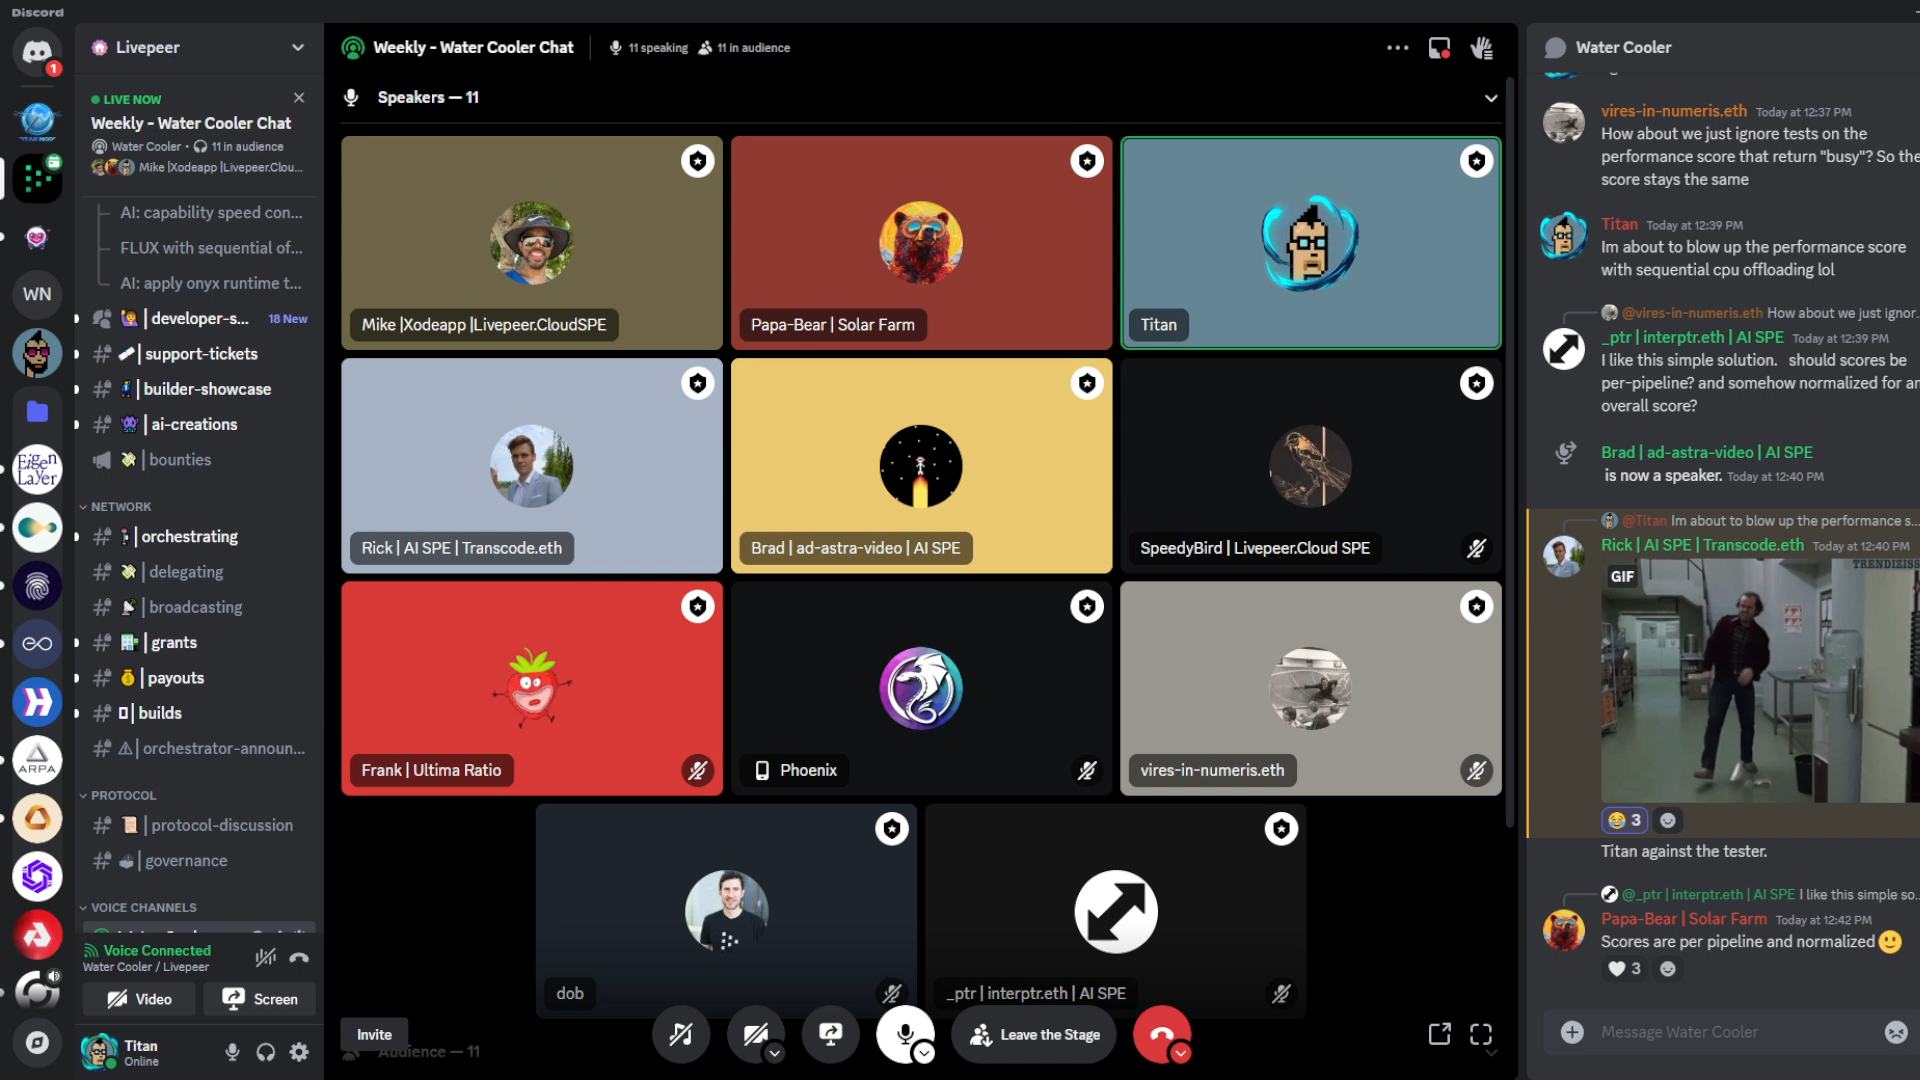 Discord
Livepeer
LIVE NOW
Weekly - Water Cooler Chat
Water Cooler • 11 in audience
Mike |Xodeapp |Livepeer.Clou...
AI: capability speed con...
FLUX with sequential of...
AI: apply onyx runtime t...
| developer-s... 18 New
| support-tickets
| builder-showcase
| ai-creations
| bounties
NETWORK
| orchestrating
| delegating
| broadcasting
| grants
| payouts
| builds
| orchestrator-announ...
PROTOCOL
| protocol-discussion
| governance
VOICE CHANNELS
Voice Connected
Water Cooler / Livepeer
Video
Screen
Titan
Online
1
WN
Eigen
Layer
ARPA
Weekly - Water Cooler Chat
11 speaking 11 in audience
Speakers — 11
Mike |Xodeapp |Livepeer.CloudSPE
Papa-Bear | Solar Farm
Titan
Rick | AI SPE | Transcode.eth
Brad | ad-astra-video | AI SPE
SpeedyBird | Livepeer.Cloud SPE
Frank | Ultima Ratio
Phoenix
vires-in-numeris.eth
dob
_ptr | interptr.eth | AI SPE
Invite
Leave the Stage
Audience — 11
Water Cooler
vires-in-numeris.eth Today at 12:37 PM
How about we just ignore tests on the
performance score that return "busy"? So the
score stays the same
Titan Today at 12:39 PM
Im about to blow up the performance score
with sequential cpu offloading lol
@vires-in-numeris.eth How about we just ignor.
_ptr | interptr.eth | AI SPE Today at 12:39 PM
I like this simple solution. should scores be
per-pipeline? and somehow normalized for an
overall score?
Brad | ad-astra-video | AI SPE
is now a speaker. Today at 12:40 PM
@Titan Im about to blow up the performance s...
Rick | AI SPE | Transcode.eth Today at 12:40 PM
GIF
TRENDIZISS
3
Titan against the tester.
@_ptr | interptr.eth | AI SPE I like this simple so..
Papa-Bear | Solar Farm Today at 12:42 PM
Scores are per pipeline and normalized
3
Message Water Cooler